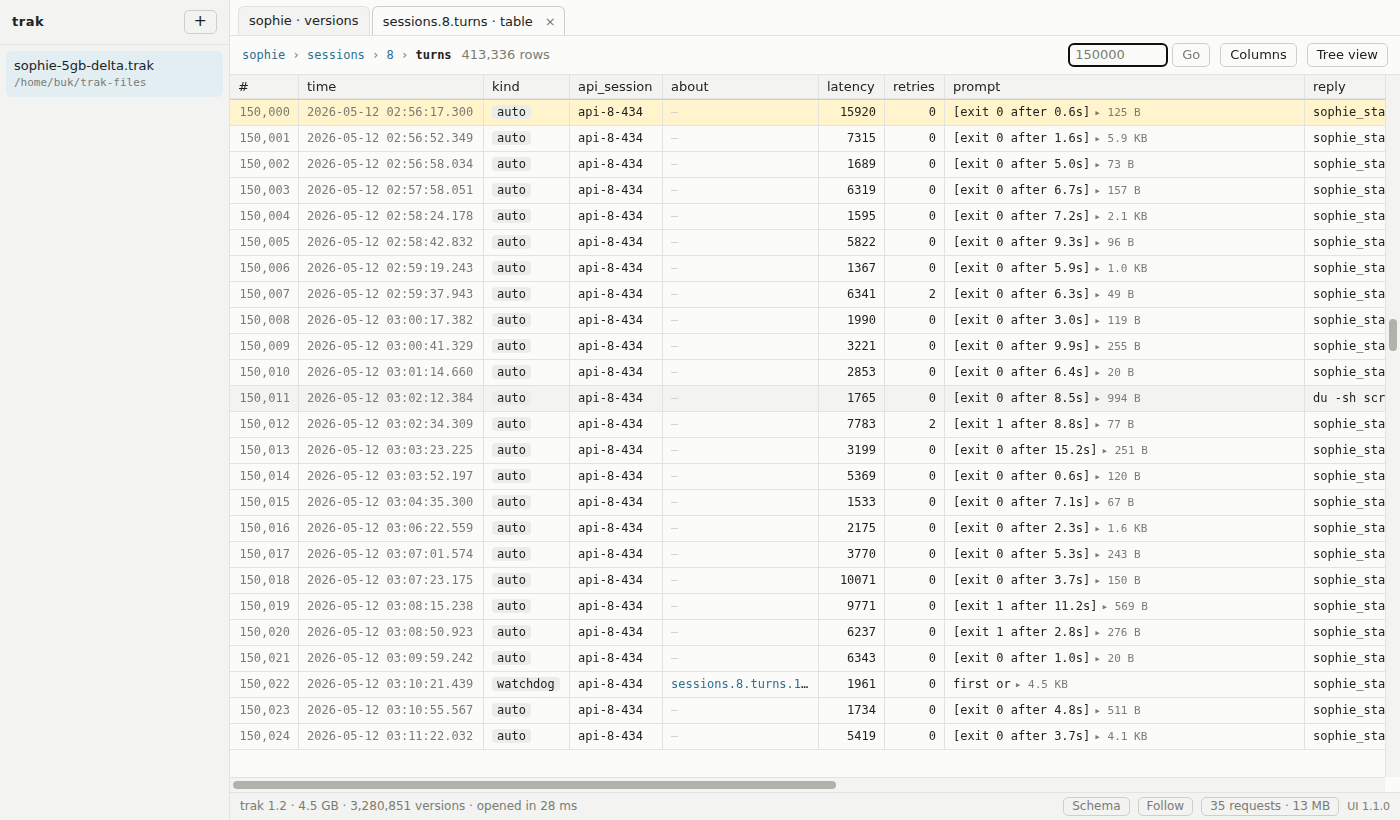 trak
+
sophie · versions
sessions.8.turns · table ×
sophie-5gb-delta.trak
/home/buk/trak-files
sophie › sessions › 8 › turns 413,336 rows
150000 Go Columns Tree view
# time kind api_session about latency retries prompt reply
150,000 2026-05-12 02:56:17.300 auto api-8-434 — 15920 0 [exit 0 after 0.6s] ▸ 125 B sophie_sta
150,001 2026-05-12 02:56:52.349 auto api-8-434 — 7315 0 [exit 0 after 1.6s] ▸ 5.9 KB sophie_sta
150,002 2026-05-12 02:56:58.034 auto api-8-434 — 1689 0 [exit 0 after 5.0s] ▸ 73 B sophie_sta
150,003 2026-05-12 02:57:58.051 auto api-8-434 — 6319 0 [exit 0 after 6.7s] ▸ 157 B sophie_sta
150,004 2026-05-12 02:58:24.178 auto api-8-434 — 1595 0 [exit 0 after 7.2s] ▸ 2.1 KB sophie_sta
150,005 2026-05-12 02:58:42.832 auto api-8-434 — 5822 0 [exit 0 after 9.3s] ▸ 96 B sophie_sta
150,006 2026-05-12 02:59:19.243 auto api-8-434 — 1367 0 [exit 0 after 5.9s] ▸ 1.0 KB sophie_sta
150,007 2026-05-12 02:59:37.943 auto api-8-434 — 6341 2 [exit 0 after 6.3s] ▸ 49 B sophie_sta
150,008 2026-05-12 03:00:17.382 auto api-8-434 — 1990 0 [exit 0 after 3.0s] ▸ 119 B sophie_sta
150,009 2026-05-12 03:00:41.329 auto api-8-434 — 3221 0 [exit 0 after 9.9s] ▸ 255 B sophie_sta
150,010 2026-05-12 03:01:14.660 auto api-8-434 — 2853 0 [exit 0 after 6.4s] ▸ 20 B sophie_sta
150,011 2026-05-12 03:02:12.384 auto api-8-434 — 1765 0 [exit 0 after 8.5s] ▸ 994 B du -sh scr
150,012 2026-05-12 03:02:34.309 auto api-8-434 — 7783 2 [exit 1 after 8.8s] ▸ 77 B sophie_sta
150,013 2026-05-12 03:03:23.225 auto api-8-434 — 3199 0 [exit 0 after 15.2s] ▸ 251 B sophie_sta
150,014 2026-05-12 03:03:52.197 auto api-8-434 — 5369 0 [exit 0 after 0.6s] ▸ 120 B sophie_sta
150,015 2026-05-12 03:04:35.300 auto api-8-434 — 1533 0 [exit 0 after 7.1s] ▸ 67 B sophie_sta
150,016 2026-05-12 03:06:22.559 auto api-8-434 — 2175 0 [exit 0 after 2.3s] ▸ 1.6 KB sophie_sta
150,017 2026-05-12 03:07:01.574 auto api-8-434 — 3770 0 [exit 0 after 5.3s] ▸ 243 B sophie_sta
150,018 2026-05-12 03:07:23.175 auto api-8-434 — 10071 0 [exit 0 after 3.7s] ▸ 150 B sophie_sta
150,019 2026-05-12 03:08:15.238 auto api-8-434 — 9771 0 [exit 1 after 11.2s] ▸ 569 B sophie_sta
150,020 2026-05-12 03:08:50.923 auto api-8-434 — 6237 0 [exit 1 after 2.8s] ▸ 276 B sophie_sta
150,021 2026-05-12 03:09:59.242 auto api-8-434 — 6343 0 [exit 0 after 1.0s] ▸ 20 B sophie_sta
150,022 2026-05-12 03:10:21.439 watchdog api-8-434 sessions.8.turns.1… 1961 0 first or ▸ 4.5 KB sophie_sta
150,023 2026-05-12 03:10:55.567 auto api-8-434 — 1734 0 [exit 0 after 4.8s] ▸ 511 B sophie_sta
150,024 2026-05-12 03:11:22.032 auto api-8-434 — 5419 0 [exit 0 after 3.7s] ▸ 4.1 KB sophie_sta
trak 1.2 · 4.5 GB · 3,280,851 versions · opened in 28 ms
Schema Follow 35 requests · 13 MB UI 1.1.0